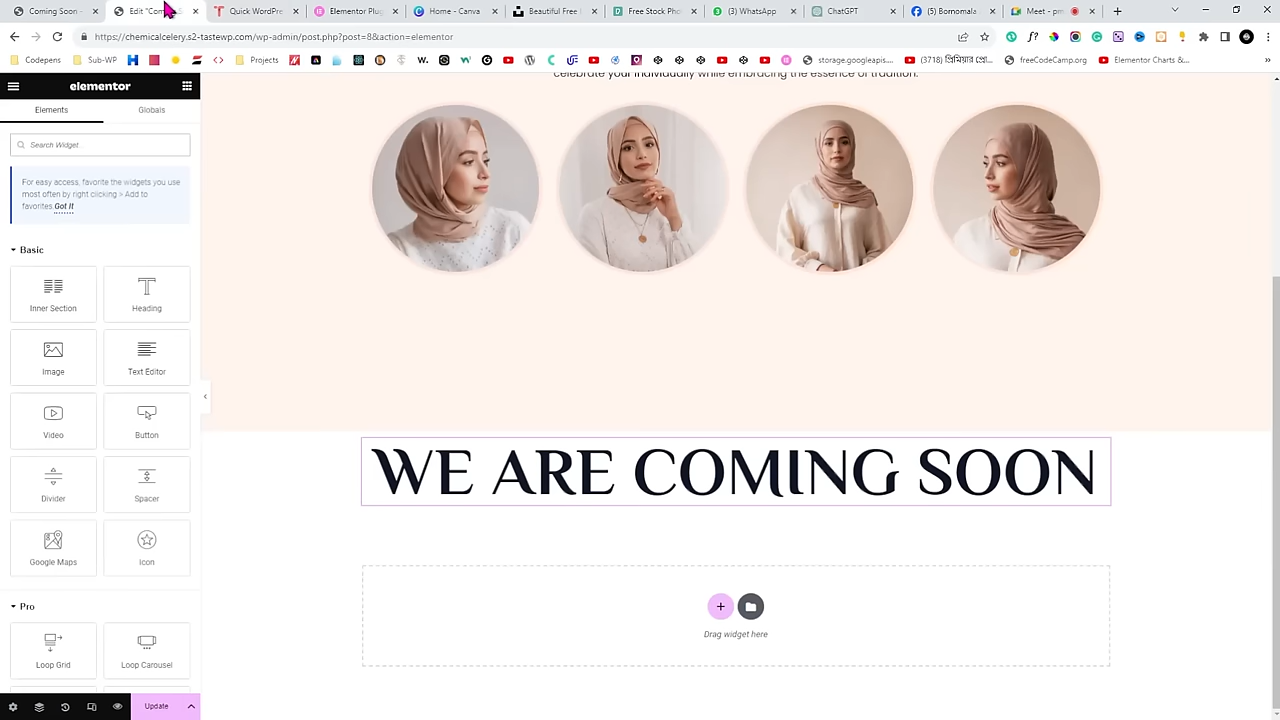 Coming Soon –
Edit "Com
Quick WordPre
Elementor Plug
Home - Canva
Beautiful Free
Free Stock Pho
(3) WhatsApp
ChatGPT
(5) Bornomala
Meet -
https://chemicalcelery.s2-tastewp.com/wp-admin/post.php?post=8&action=elementor
Codepens
Sub-WP
Projects
storage.googleapis....
freeCodeCamp.org
Elementor Charts &...
elementor
Elements
Globals
celebrate your individuality while embracing the essence of tradition.
Search Widget
For easy access, favorite the widgets you use
most often by right clicking > Add to
favorites. Got It
Basic
Inner Section
Heading
Image
Text Editor
Video
Button
Divider
Spacer
Google Maps
Icon
Pro
Loop Grid
Loop Carousel
Update
WE ARE COMING SOON
Drag widget here